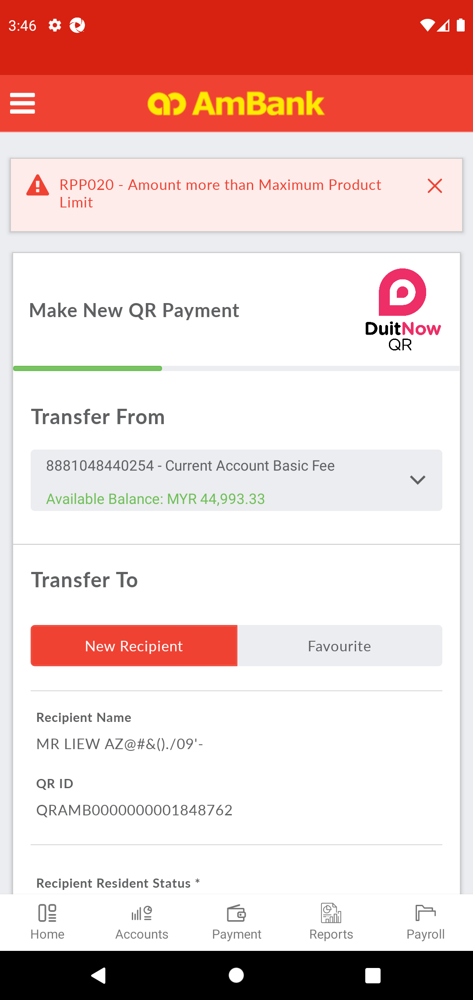 3:46
AmBank
RPP020 - Amount more than Maximum Product
Limit
Make New QR Payment
DuitNow
QR
Transfer From
8881048440254 - Current Account Basic Fee
Available Balance: MYR 44,993.33
Transfer To
New Recipient
Favourite
Recipient Name
MR LIEW AZ@#&()./09'-
QR ID
QRAMB0000000001848762
Recipient Resident Status *
Home
Accounts
Payment
Reports
Payroll